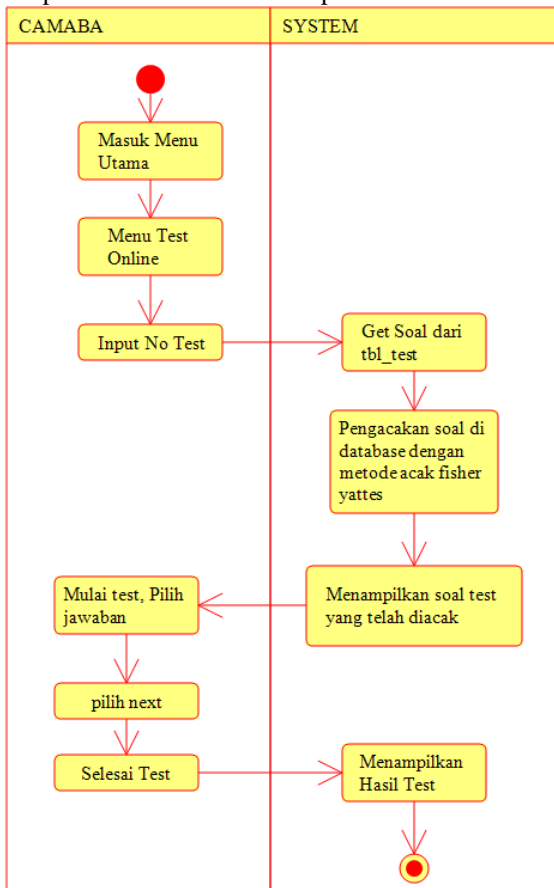 CAMABA
SYSTEM
Masuk Menu
Utama
Menu Test
Online
Input No Test
Get Soal dari
tbl_test
Pengacakan soal di
database dengan
metode acak fisher
yattes
Menampilkan soal test
yang telah diacak
Mulai test, Pilih
jawaban
pilih next
Selesai Test
Menampilkan
Hasil Test